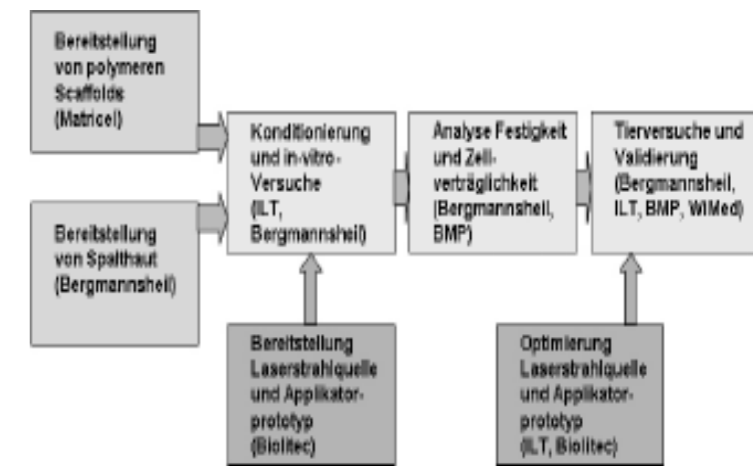 Bereitstellung
von polymeren
Scaffolds
(Matricel)
Bereitstellung
von Spalthaut
(Bergmannsheil)
Konditionierung
und in-vitro-
Versuche
(ILT,
Bergmannsheil)
Analyse Festigkeit
und Zell-
verträglichkeit
(Bergmannsheil,
BMP)
Tierversuche und
Validierung
(Bergmannsheil,
ILT, BMP, WIMed)
Bereitstellung
Laserstrahlquelle
und Applikator-
prototyp
(Biolitec)
Optimierung
Laserstrahlquelle
und Applikator-
prototyp
(ILT, Biolitec)